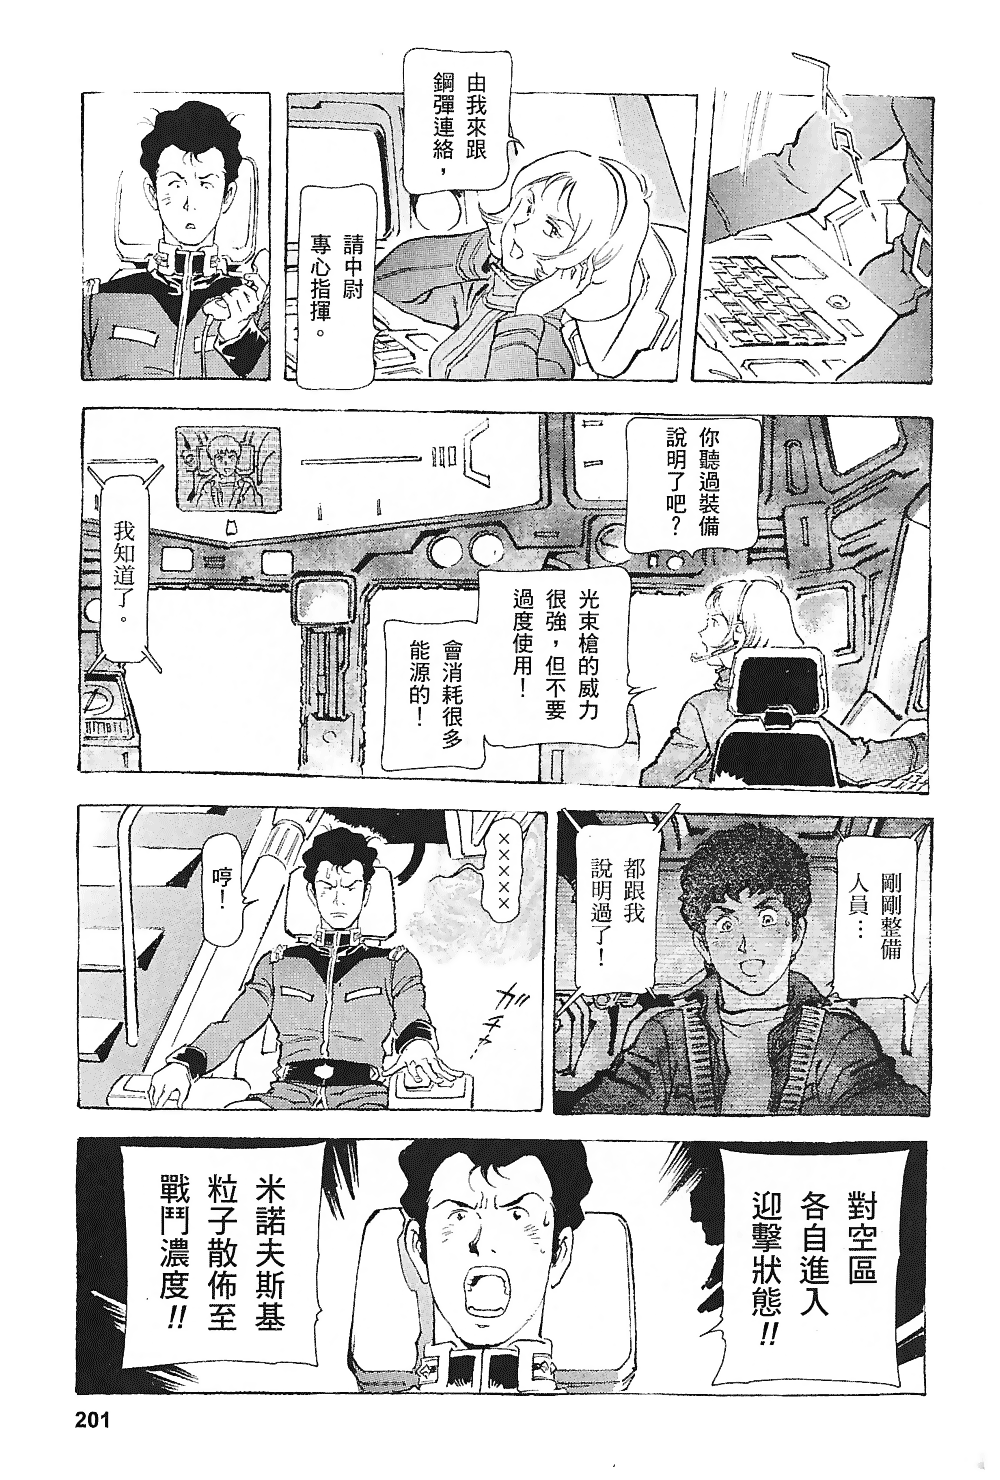 由我來跟
鋼彈連絡，
請中尉
專心指揮。
你聽過裝備
說明了吧？
光束槍的威力
很強，但不要
過度使用！
會消耗很多
能源的！
我知道了。
剛剛整備
人員…
都跟我
說明過了！
×××××
哼！
ガチャ
對空區
各自進入
迎擊狀態!!
米諾夫斯基
粒子散佈至
戰鬥濃度!!
201